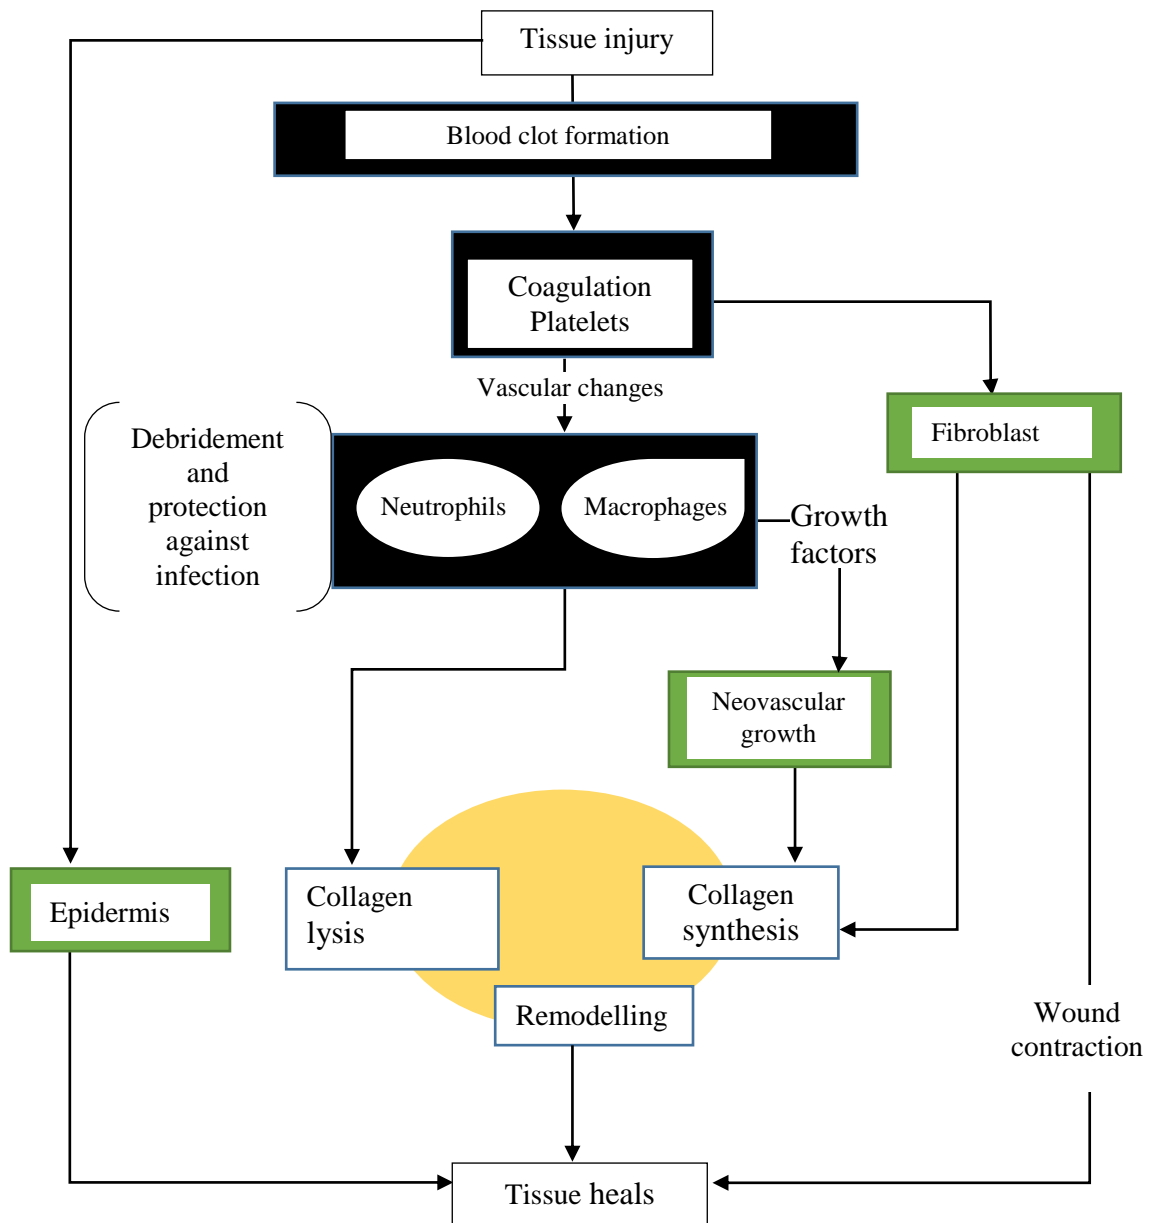 Tissue injury
Blood clot formation
Coagulation
Platelets
Vascular changes
Debridement
and
protection
against
infection
Neutrophils
Macrophages
Fibroblast
Growth
factors
Neovascular
growth
Epidermis
Collagen
lysis
Collagen
synthesis
Remodelling
Wound
contraction
Tissue heals